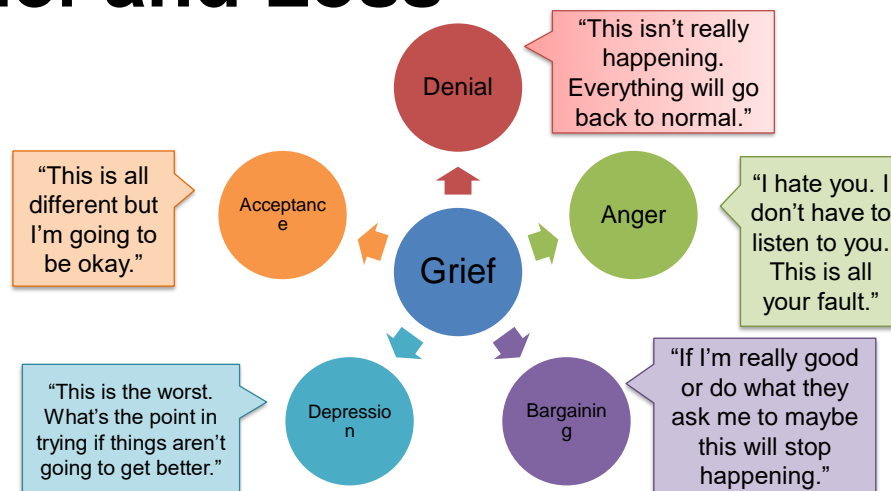 and Loss
Denial
“This isn’t really
happening.
Everything will go
back to normal.”
“This is all
different but
I’m going to
be okay.”
Acceptanc
e
Anger
“I hate you. I
don’t have to
listen to you.
This is all
your fault.”
Grief
“This is the worst.
What’s the point in
trying if things aren’t
going to get better.”
Depressio
n
Bargainin
g
“If I’m really good
or do what they
ask me to maybe
this will stop
happening.”